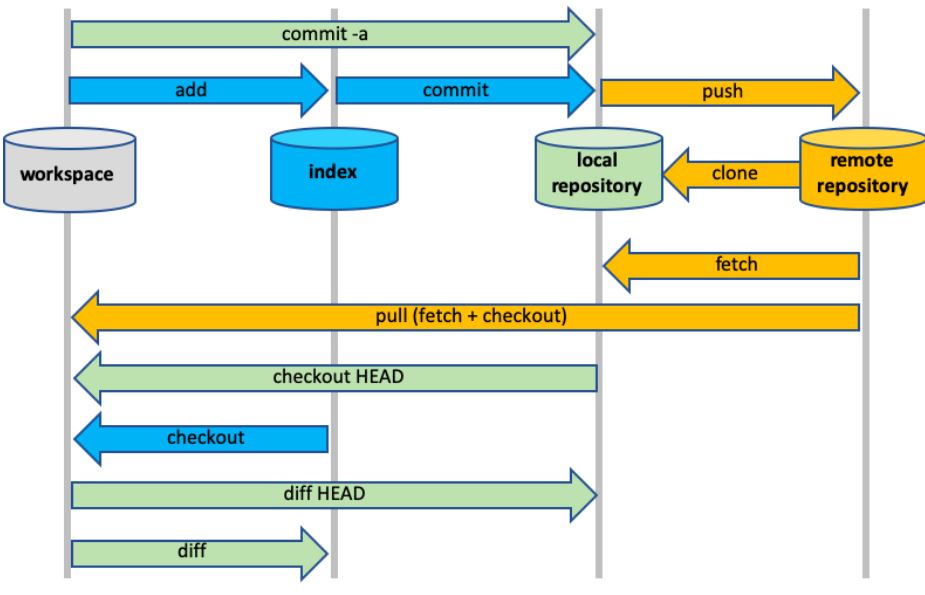 commit -a
add
commit
push
workspace
index
local
repository
clone
remote
repository
fetch
pull (fetch + checkout)
checkout HEAD
checkout
diff HEAD
diff